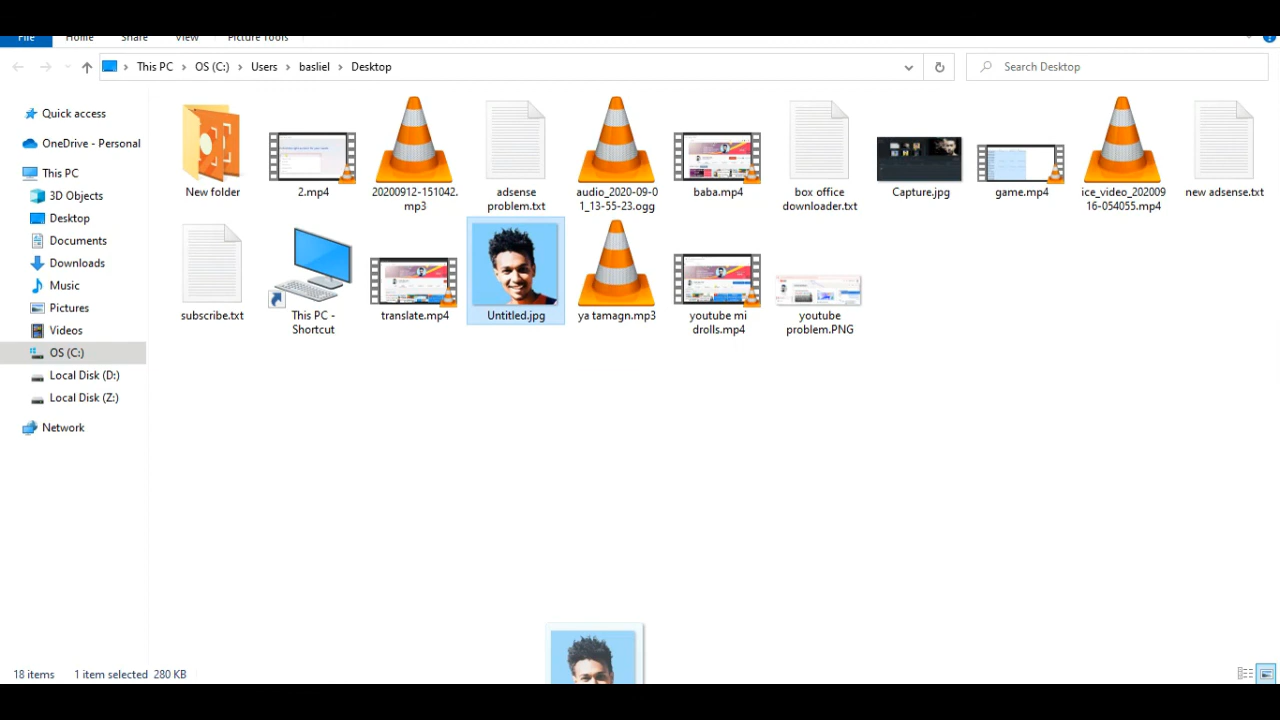 File Home Share View Picture Tools
This PC OS (C:) Users basliel Desktop
Search Desktop
Quick access
OneDrive - Personal
This PC
3D Objects
Desktop
Documents
Downloads
Music
Pictures
Videos
OS (C:)
Local Disk (D:)
Local Disk (Z:)
Network
New folder
2.mp4
20200912-151042.
mp3
adsense
problem.txt
audio_2020-09-0
1_13-55-23.ogg
baba.mp4
box office
downloader.txt
Capture.jpg
game.mp4
ice_video_202009
16-054055.mp4
new adsense.txt
subscribe.txt
This PC -
Shortcut
translate.mp4
Untitled.jpg
ya tamagn.mp3
youtube mi
drolls.mp4
youtube
problem.PNG
18 items 1 item selected 280 KB